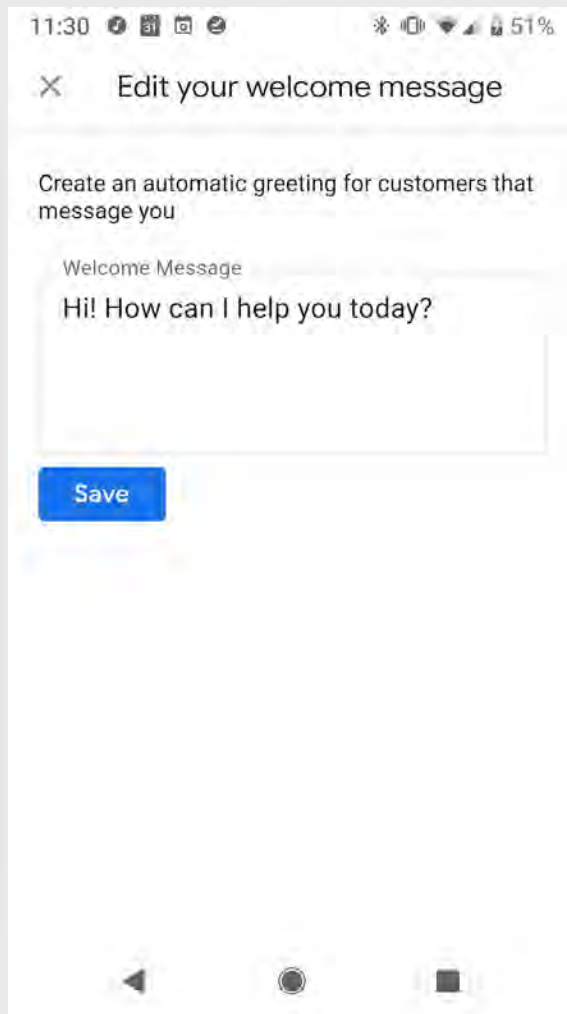 11:30 31 51%
Edit your welcome message
Create an automatic greeting for customers that
message you
Welcome Message
Hi! How can I help you today?
Save